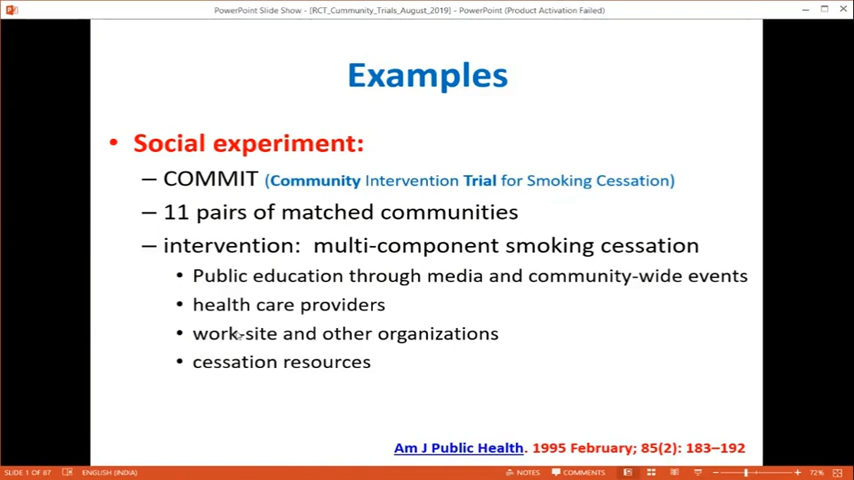 PowerPoint Slide Show - [RCT_Cummunity_Trials_August_2019] - PowerPoint (Product Activation Failed)
Examples
• Social experiment:
– COMMIT (Community Intervention Trial for Smoking Cessation)
– 11 pairs of matched communities
– intervention: multi-component smoking cessation
• Public education through media and community-wide events
• health care providers
• work-site and other organizations
• cessation resources
Am J Public Health. 1995 February; 85(2): 183–192
SLIDE 1 OF 87 ENGLISH (INDIA) NOTES COMMENTS 72%